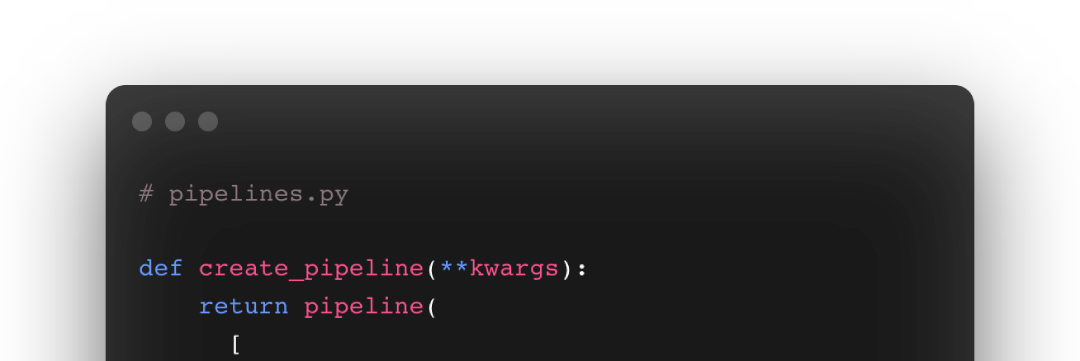 # pipelines.py
def create_pipeline(**kwargs):
    return pipeline(
      [